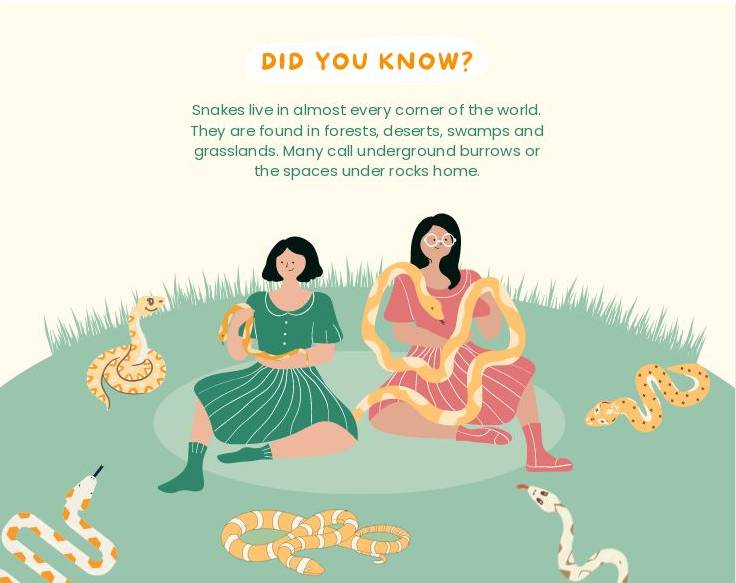 DID YOU KNOW?
Snakes live in almost every corner of the world.
They are found in forests, deserts, swamps and
grasslands. Many call underground burrows or
the spaces under rocks home.